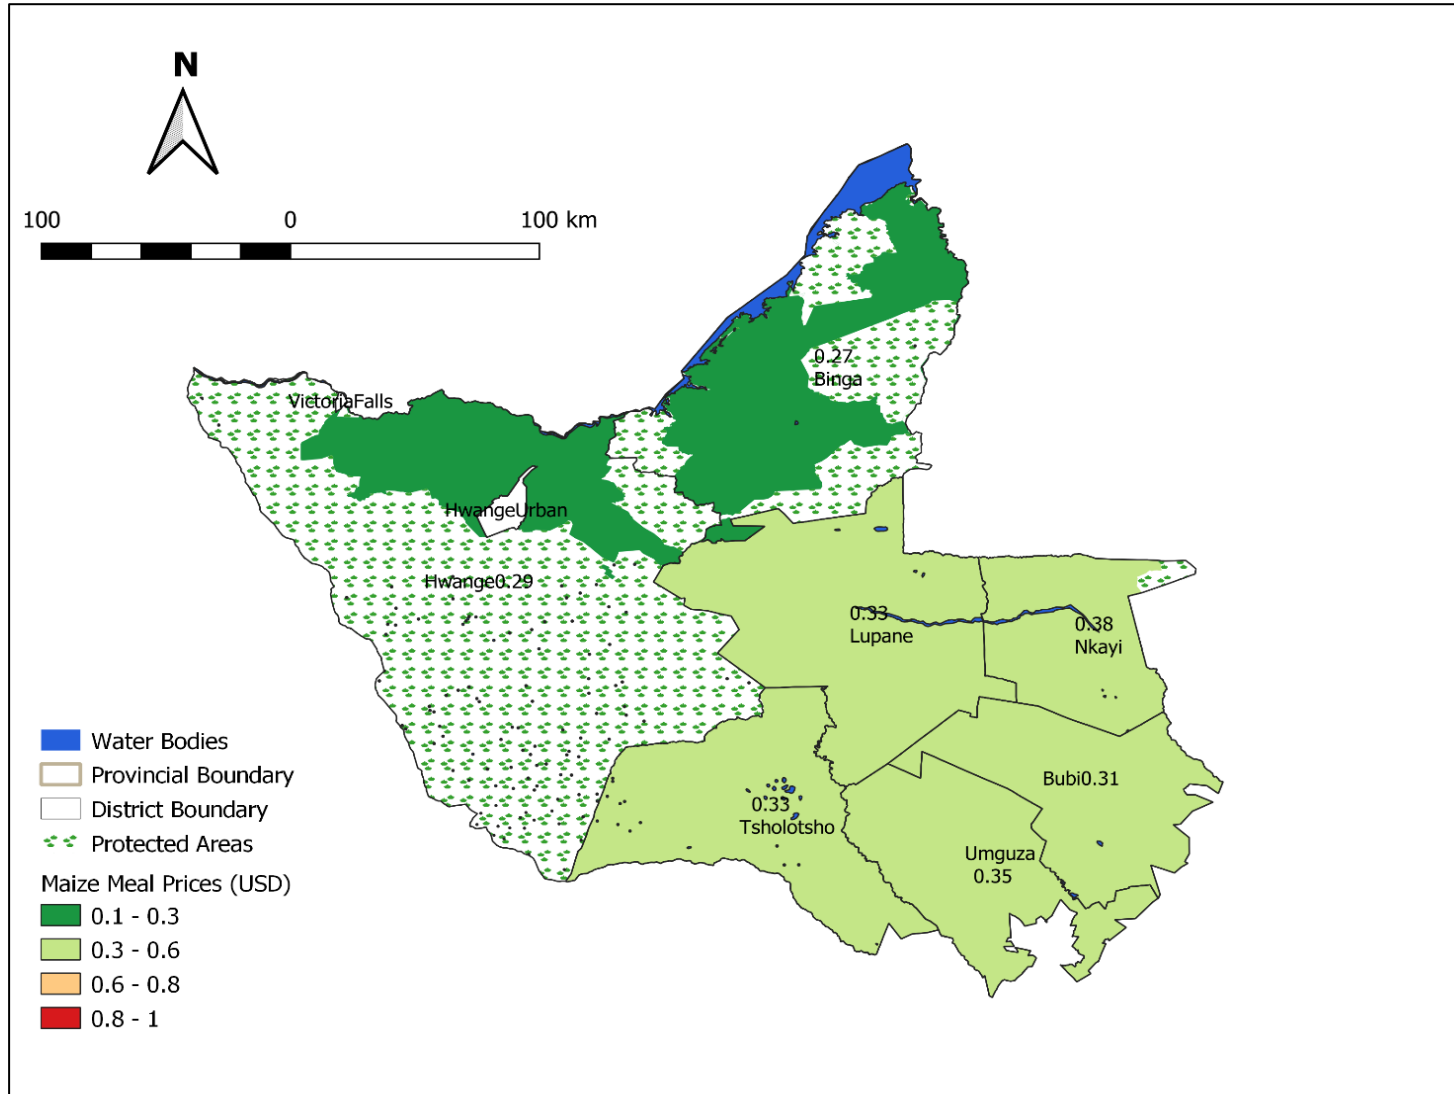 N
100 0 100 km
0.27
Binga
VictoriaFalls
HwangeUrban
Hwange0.29
0.33
Lupane
0.38
Nkayi
Bubi0.31
0.33
Tsholotsho
Umguza
0.35
Water Bodies
Provincial Boundary
District Boundary
Protected Areas
Maize Meal Prices (USD)
0.1 - 0.3
0.3 - 0.6
0.6 - 0.8
0.8 - 1